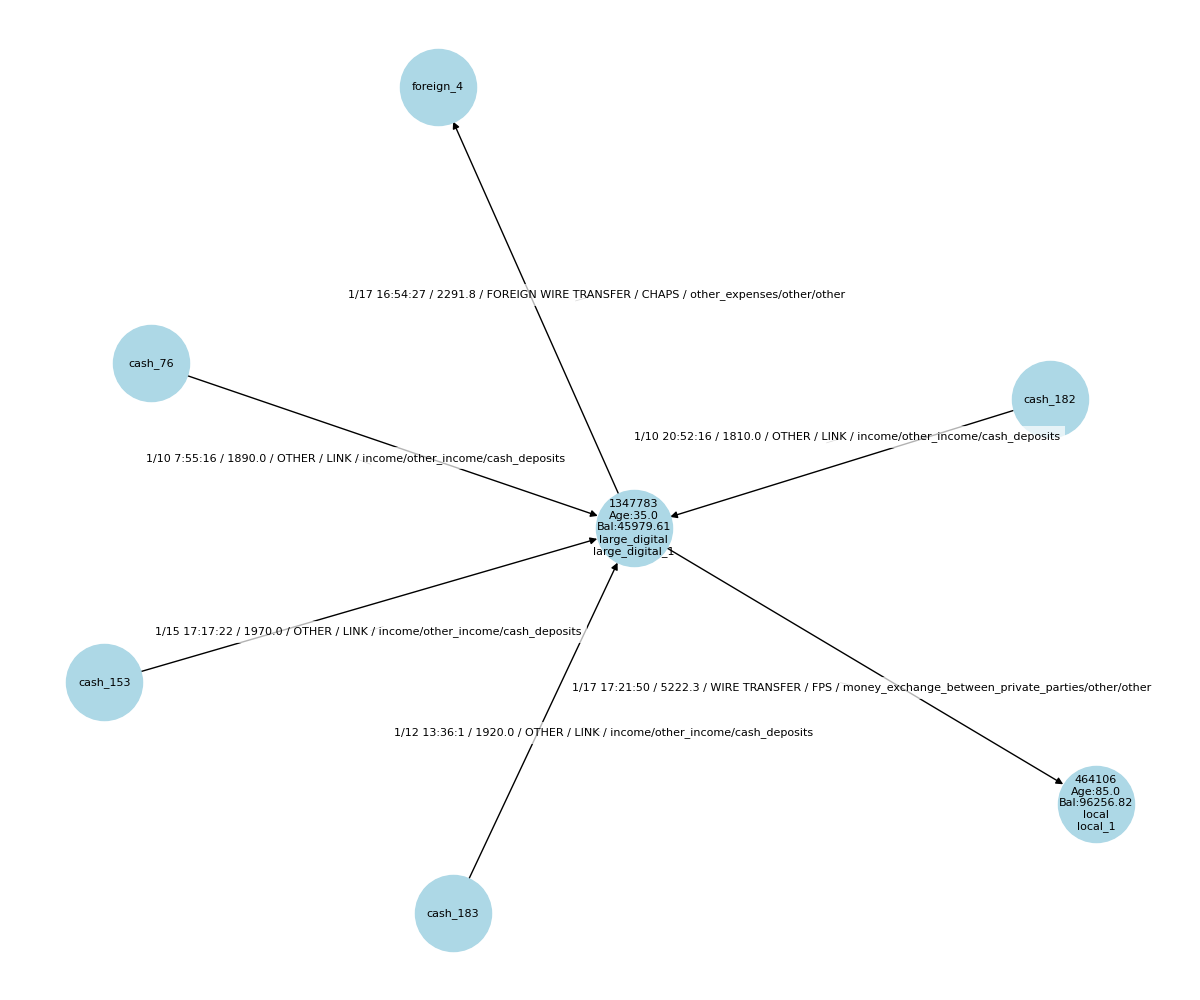 foreign_4
1/17 16:54:27 / 2291.8 / FOREIGN WIRE TRANSFER / CHAPS / other_expenses/other/other
cash_76
cash_182
1/10 20:52:16 / 1810.0 / OTHER / LINK / income/other_income/cash_deposits
1/10 7:55:16 / 1890.0 / OTHER / LINK / income/other_income/cash_deposits
1347783
Age:35.0
Bal:45979.61
large_digital
large_digital_1
1/15 17:17:22 / 1970.0 / OTHER / LINK / income/other_income/cash_deposits
cash_153
1/17 17:21:50 / 5222.3 / WIRE TRANSFER / FPS / money_exchange_between_private_parties/other/other
1/12 13:36:1 / 1920.0 / OTHER / LINK / income/other_income/cash_deposits
464106
Age:85.0
Bal:96256.82
local
local_1
cash_183